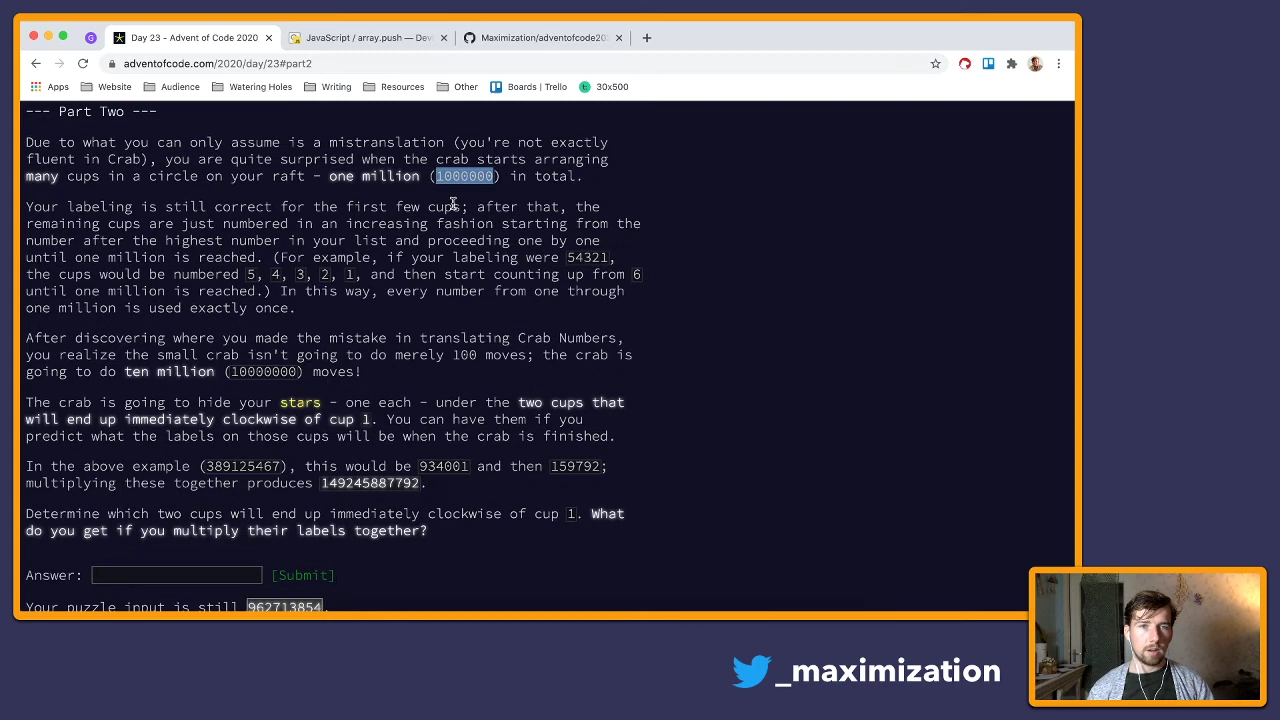 Day 23 - Advent of Code 2020
JavaScript / array.push — Dev
Maximization/adventofcode202
adventofcode.com/2020/day/23#part2
Apps Website Audience Watering Holes Writing Resources Other Boards | Trello 30x500
--- Part Two ---
Due to what you can only assume is a mistranslation (you're not exactly
fluent in Crab), you are quite surprised when the crab starts arranging
many cups in a circle on your raft - one million (1000000) in total.
Your labeling is still correct for the first few cups; after that, the
remaining cups are just numbered in an increasing fashion starting from the
number after the highest number in your list and proceeding one by one
until one million is reached. (For example, if your labeling were 54321,
the cups would be numbered 5, 4, 3, 2, 1, and then start counting up from 6
until one million is reached.) In this way, every number from one through
one million is used exactly once.
After discovering where you made the mistake in translating Crab Numbers,
you realize the small crab isn't going to do merely 100 moves; the crab is
going to do ten million (10000000) moves!
The crab is going to hide your stars - one each - under the two cups that
will end up immediately clockwise of cup 1. You can have them if you
predict what the labels on those cups will be when the crab is finished.
In the above example (389125467), this would be 934001 and then 159792;
multiplying these together produces 149245887792.
Determine which two cups will end up immediately clockwise of cup 1. What
do you get if you multiply their labels together?
Answer: [Submit]
Your puzzle input is still 962713854.
_maximization